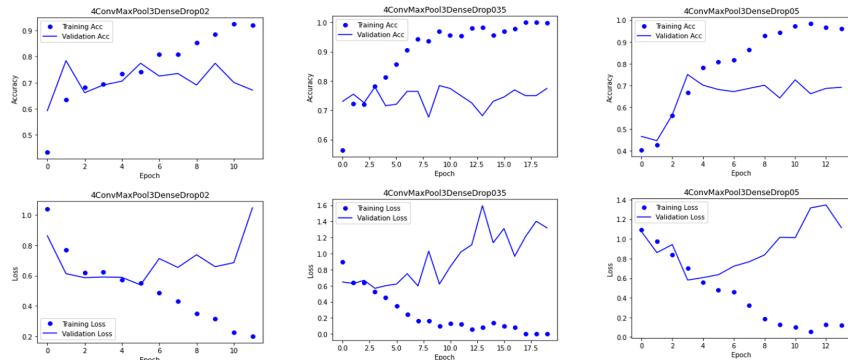 4ConvMaxPool3DenseDrop02
Training Acc
Validation Acc
Accuracy
0.9
0.8
0.7
0.6
0.5
0 2 4 6 8 10
Epoch
4ConvMaxPool3DenseDrop035
Training Acc
Validation Acc
Accuracy
1.0
0.9
0.8
0.7
0.6
0.0 2.5 5.0 7.5 10.0 12.5 15.0 17.5
Epoch
4ConvMaxPool3DenseDrop05
Training Acc
Validation Acc
Accuracy
1.0
0.9
0.8
0.7
0.6
0.5
0.4
0 2 4 6 8 10 12
Epoch
4ConvMaxPool3DenseDrop02
Training Loss
Validation Loss
Loss
1.0
0.8
0.6
0.4
0.2
0 2 4 6 8 10
Epoch
4ConvMaxPool3DenseDrop035
Training Loss
Validation Loss
Loss
1.6
1.4
1.2
1.0
0.8
0.6
0.4
0.2
0.0
0.0 2.5 5.0 7.5 10.0 12.5 15.0 17.5
Epoch
4ConvMaxPool3DenseDrop05
Training Loss
Validation Loss
Loss
1.4
1.2
1.0
0.8
0.6
0.4
0.2
0.0
0 2 4 6 8 10 12
Epoch